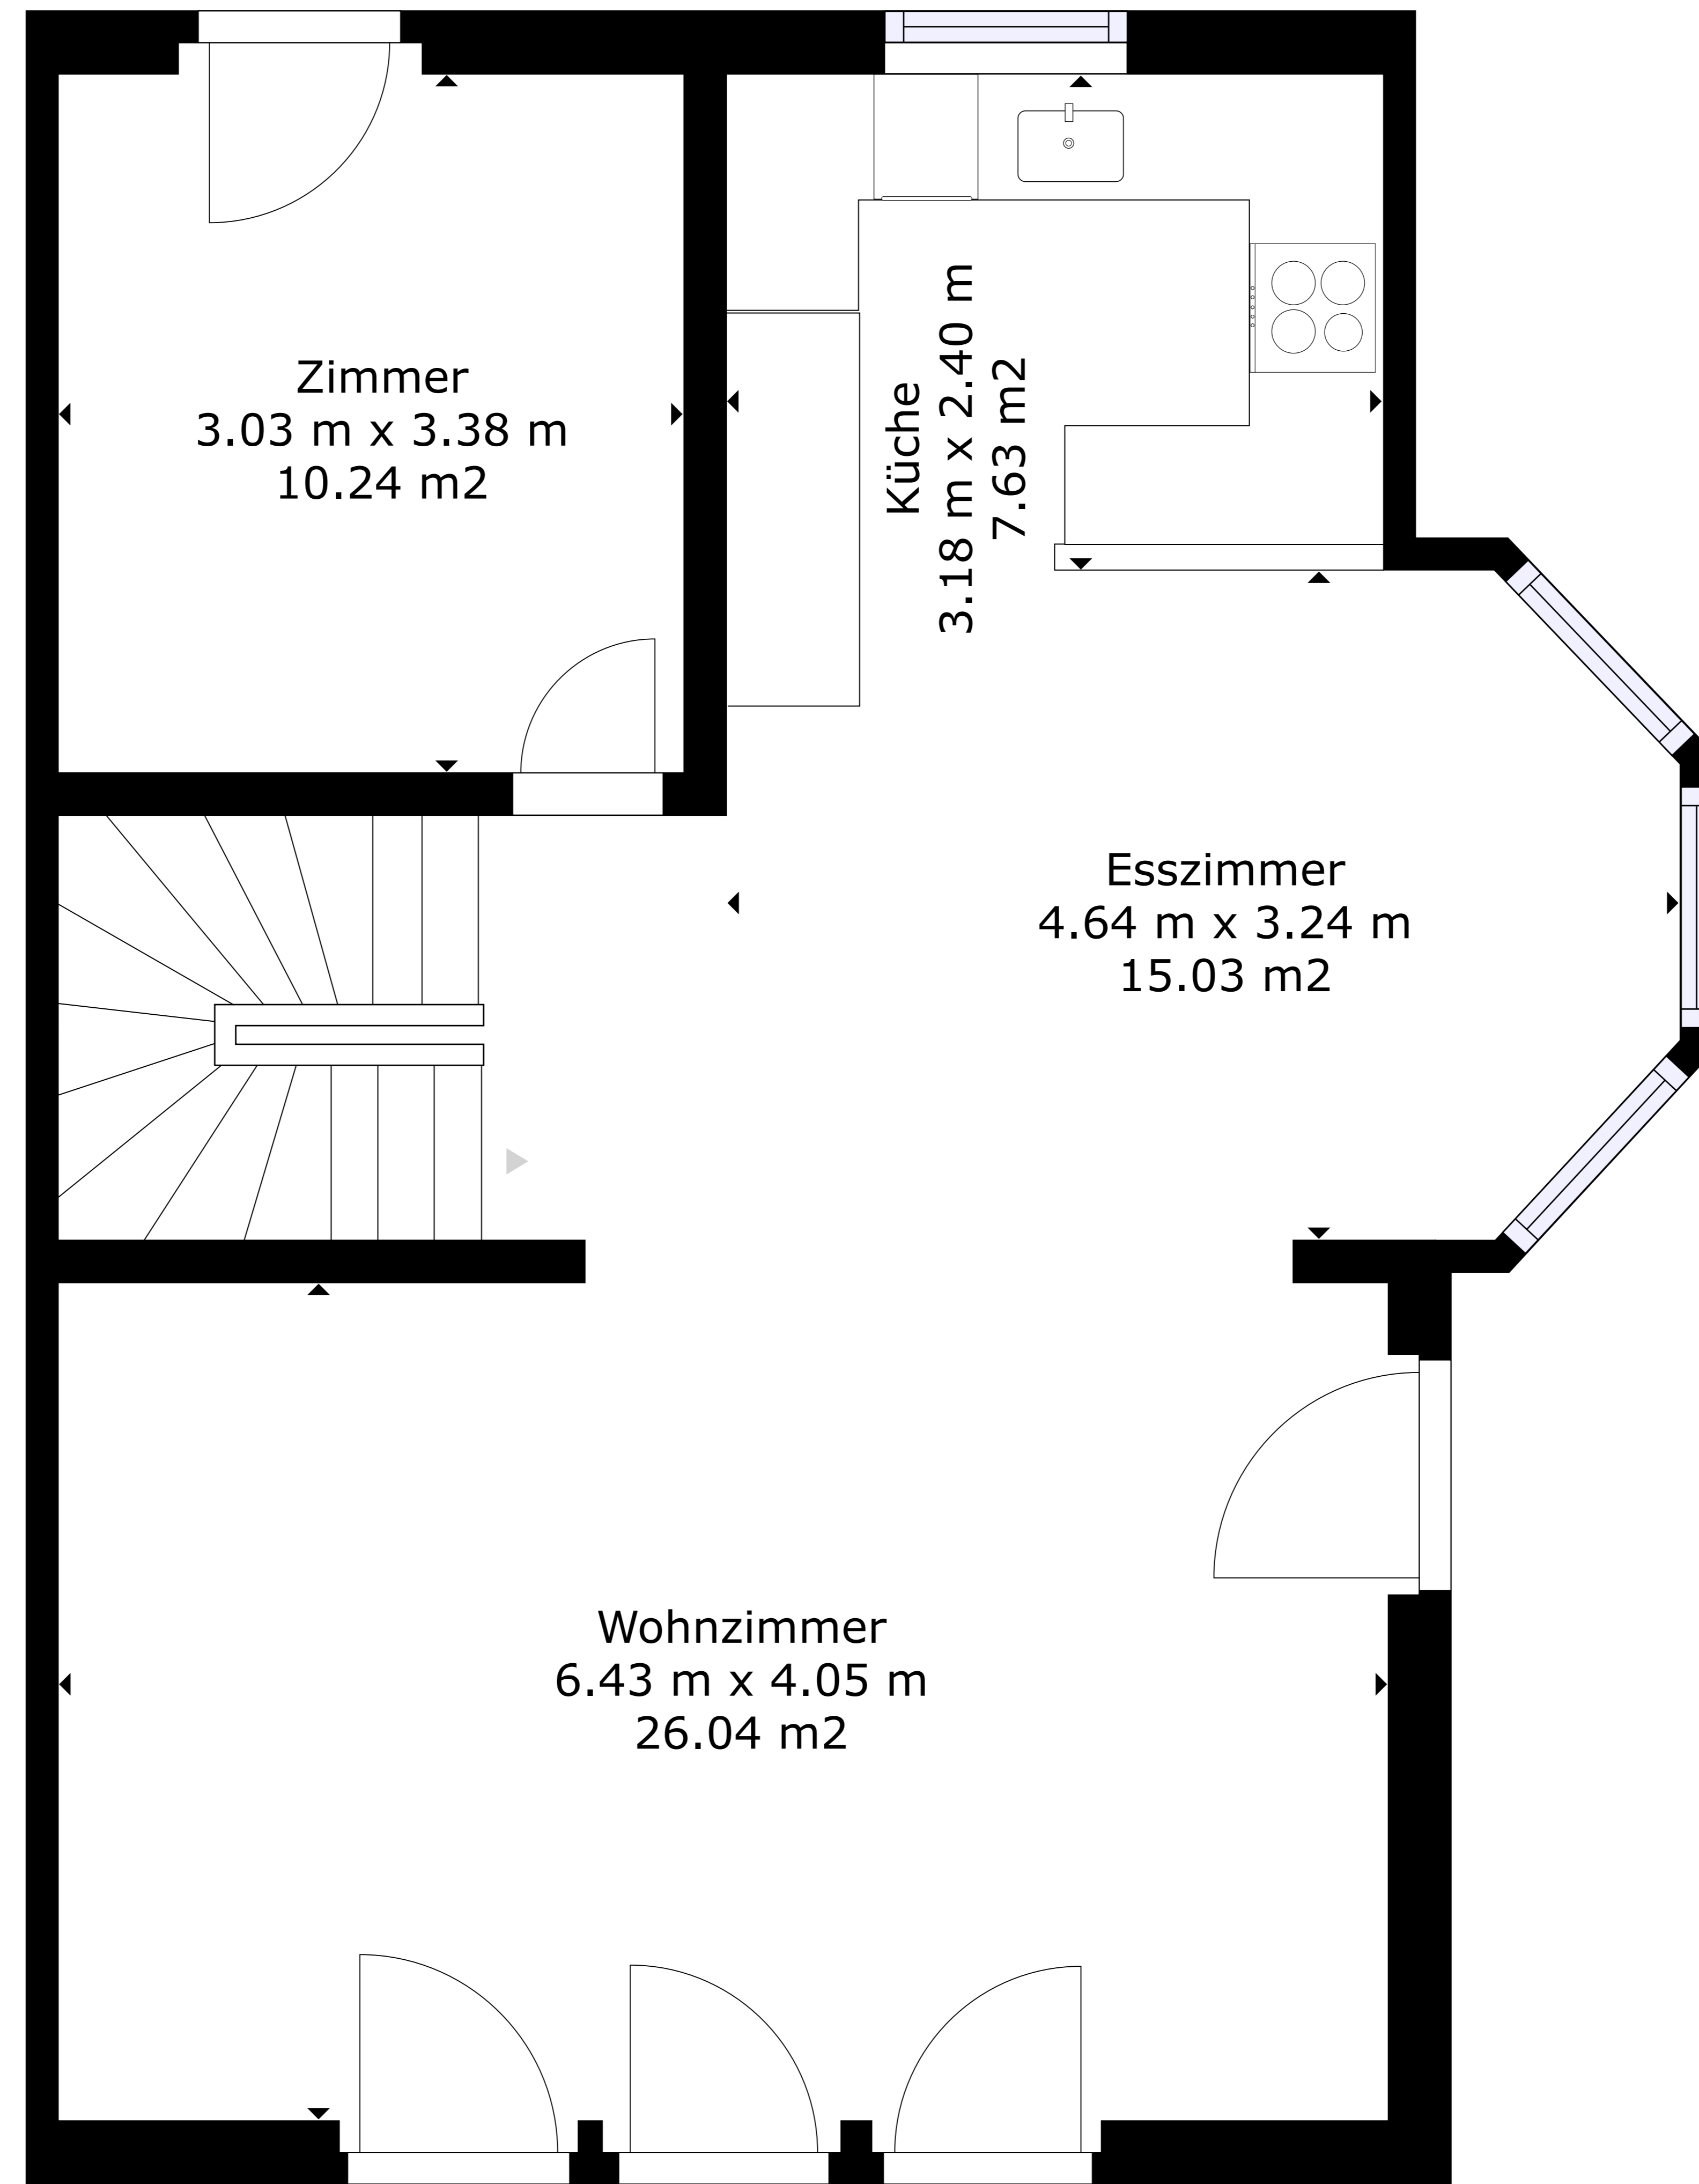 Zimmer
3.03 m x 3.38 m
10.24 m2
Küche
3.18 m x 2.40 m
7.63 m2
Esszimmer
4.64 m x 3.24 m
15.03 m2
Wohnzimmer
6.43 m x 4.05 m
26.04 m2